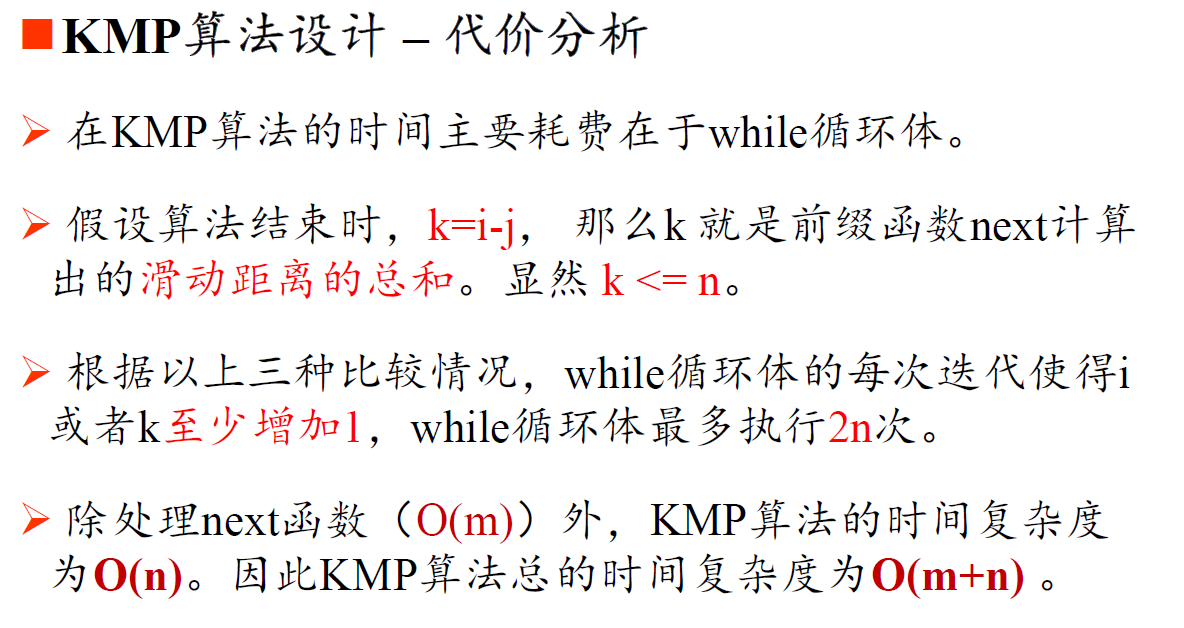 KMP算法设计 – 代价分析
在KMP算法的时间主要耗费在于while循环体。
假设算法结束时，k=i-j， 那么k 就是前缀函数next计算
出的滑动距离的总和。显然 k <= n。
根据以上三种比较情况，while循环体的每次迭代使得i
或者k至少增加1，while循环体最多执行2n次。
除处理next函数（O(m)）外，KMP算法的时间复杂度
为O(n)。因此KMP算法总的时间复杂度为O(m+n) 。